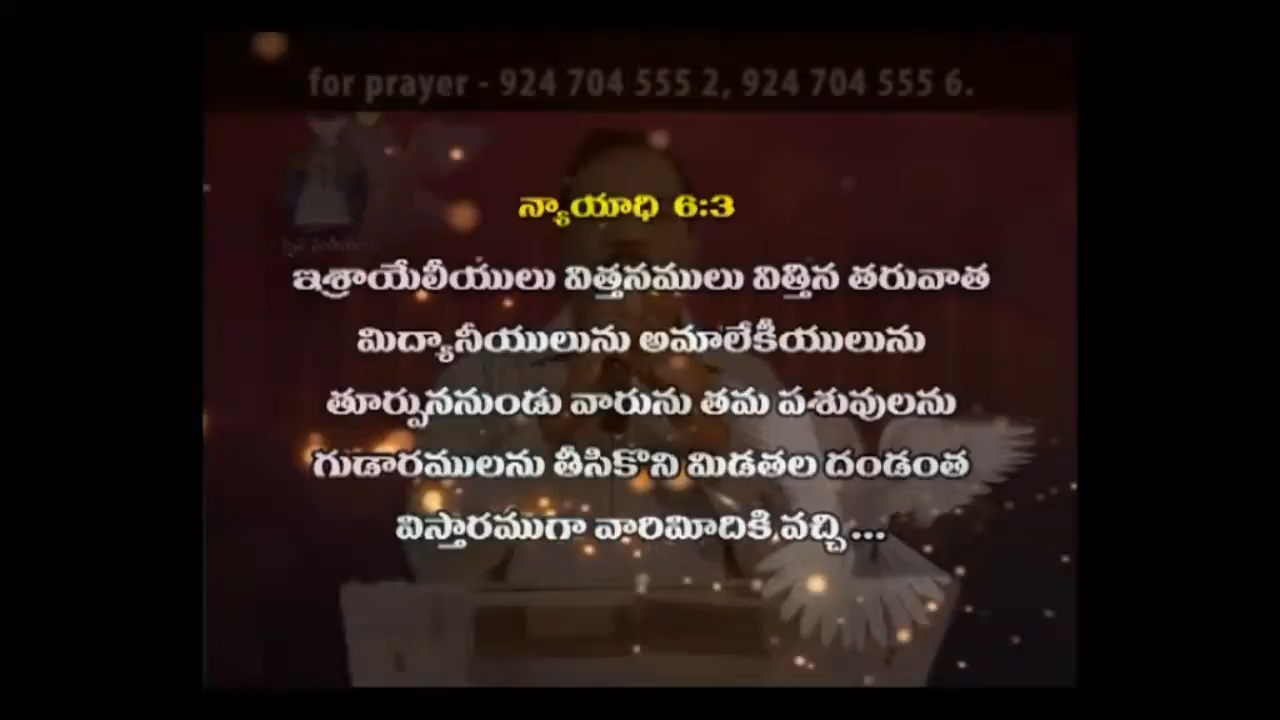 for prayer - 924 704 555 2, 924 704 555 6.
న్యాయాధి 6:3
ఇశ్రాయేలీయులు విత్తనములు విత్తిన తరువాత
మిద్యానీయులును అమాలేకీయులును
తూర్పుననుండు వారును తమ పశువులను
గుడారములను తీసికొని మిడతల దండంత
విస్తారముగా వారిమీదికి వచ్చి ...